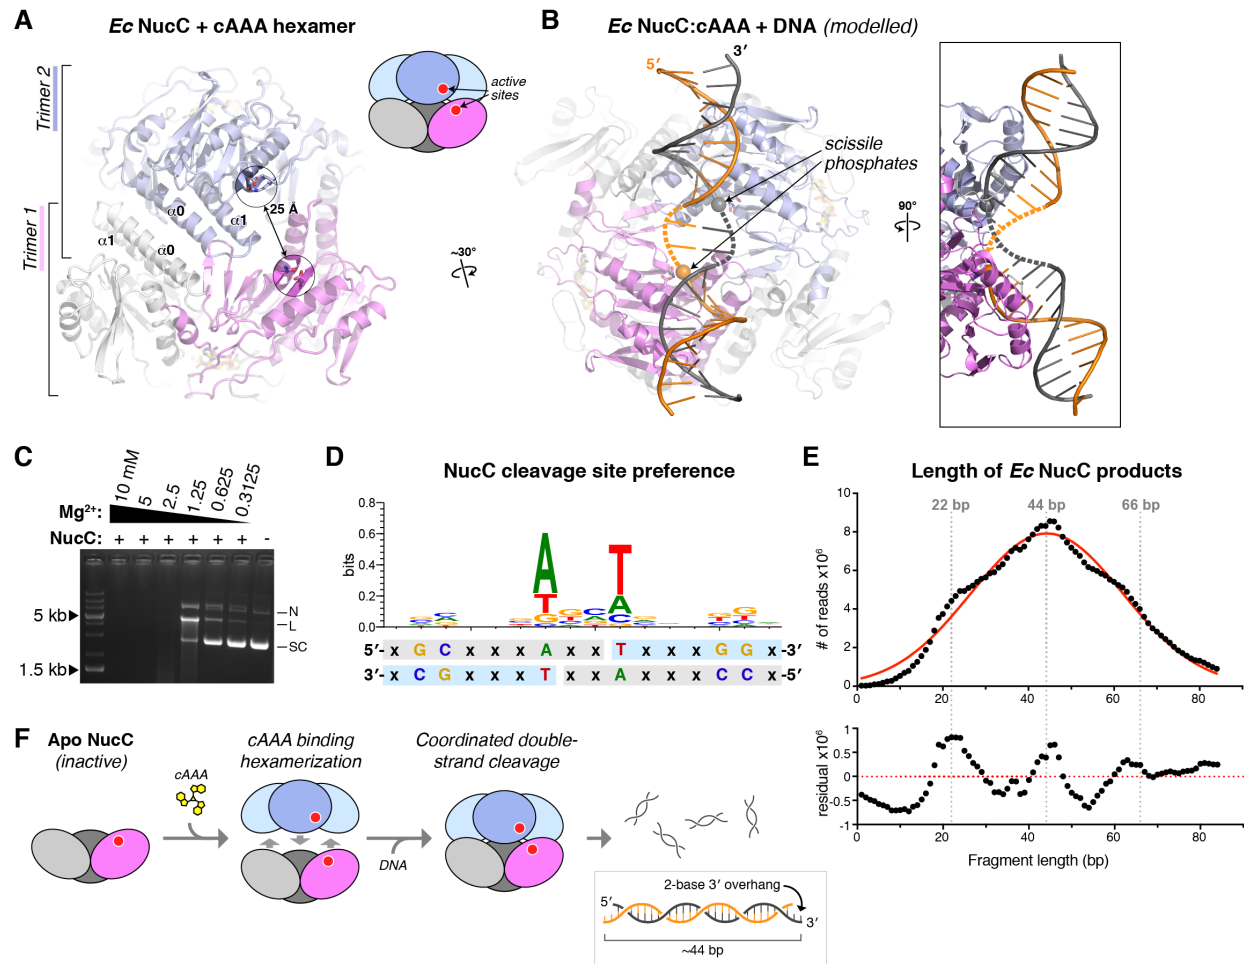 A
Ec NucC + cAAA hexamer
Trimer 2
Trimer 1
active
sites
25 Å
α0
α1
α1
α0
~30°
B
Ec NucC:cAAA + DNA (modelled)
5′
3′
scissile
phosphates
90°
C
Mg2+:
10 mM
5
2.5
1.25
0.625
0.3125
NucC: + + + + + + -
5 kb
1.5 kb
N
L
SC
D
NucC cleavage site preference
bits
0.8
0.6
0.4
0.2
0.0
5′- x G C x x x A x x T x x x G G x -3′
3′- x C G x x x T x x A x x x C C x -5′
E
Length of Ec NucC products
22 bp 44 bp 66 bp
# of reads x10⁶
10
8
6
4
2
0
0 20 40 60 80
residual x10⁶
1
0.5
0
-0.5
-1
0 20 40 60 80
Fragment length (bp)
F
Apo NucC
(inactive)
cAAA
cAAA binding
hexamerization
DNA
Coordinated double-
strand cleavage
2-base 3′ overhang
5′
3′
~44 bp